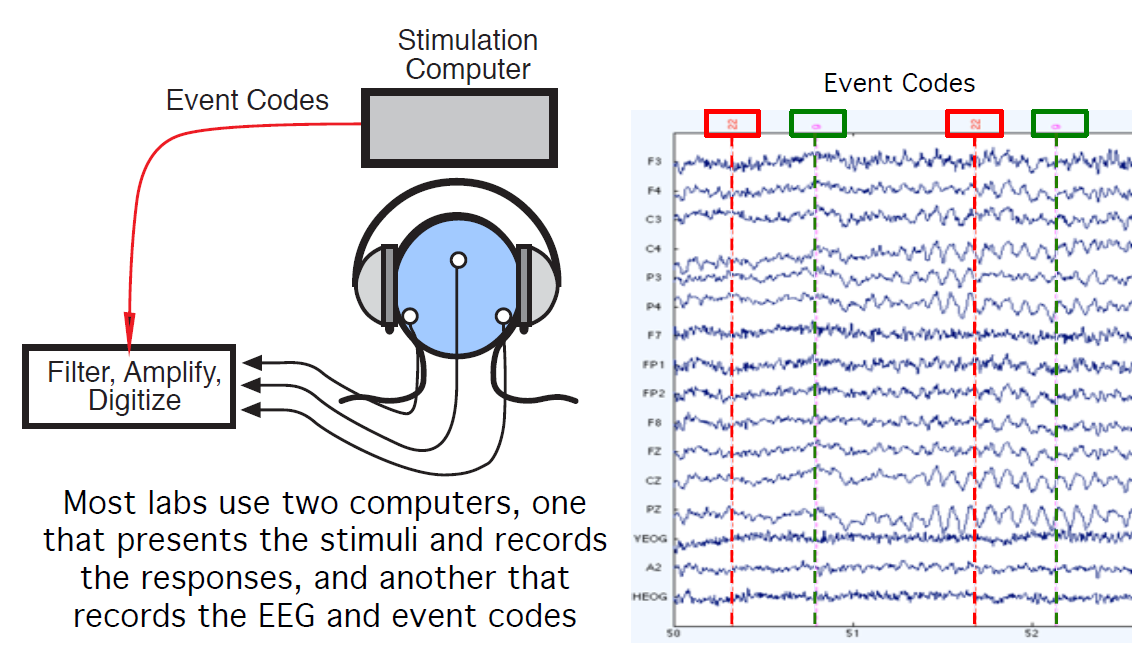 Stimulation
Computer
Event Codes
Filter, Amplify,
Digitize
Most labs use two computers, one
that presents the stimuli and records
the responses, and another that
records the EEG and event codes
Event Codes
22
22
F3
F4
C3
C4
P3
P4
F7
FP1
FP2
F8
FZ
CZ
PZ
YEOG
A2
HEOG
50
51
52